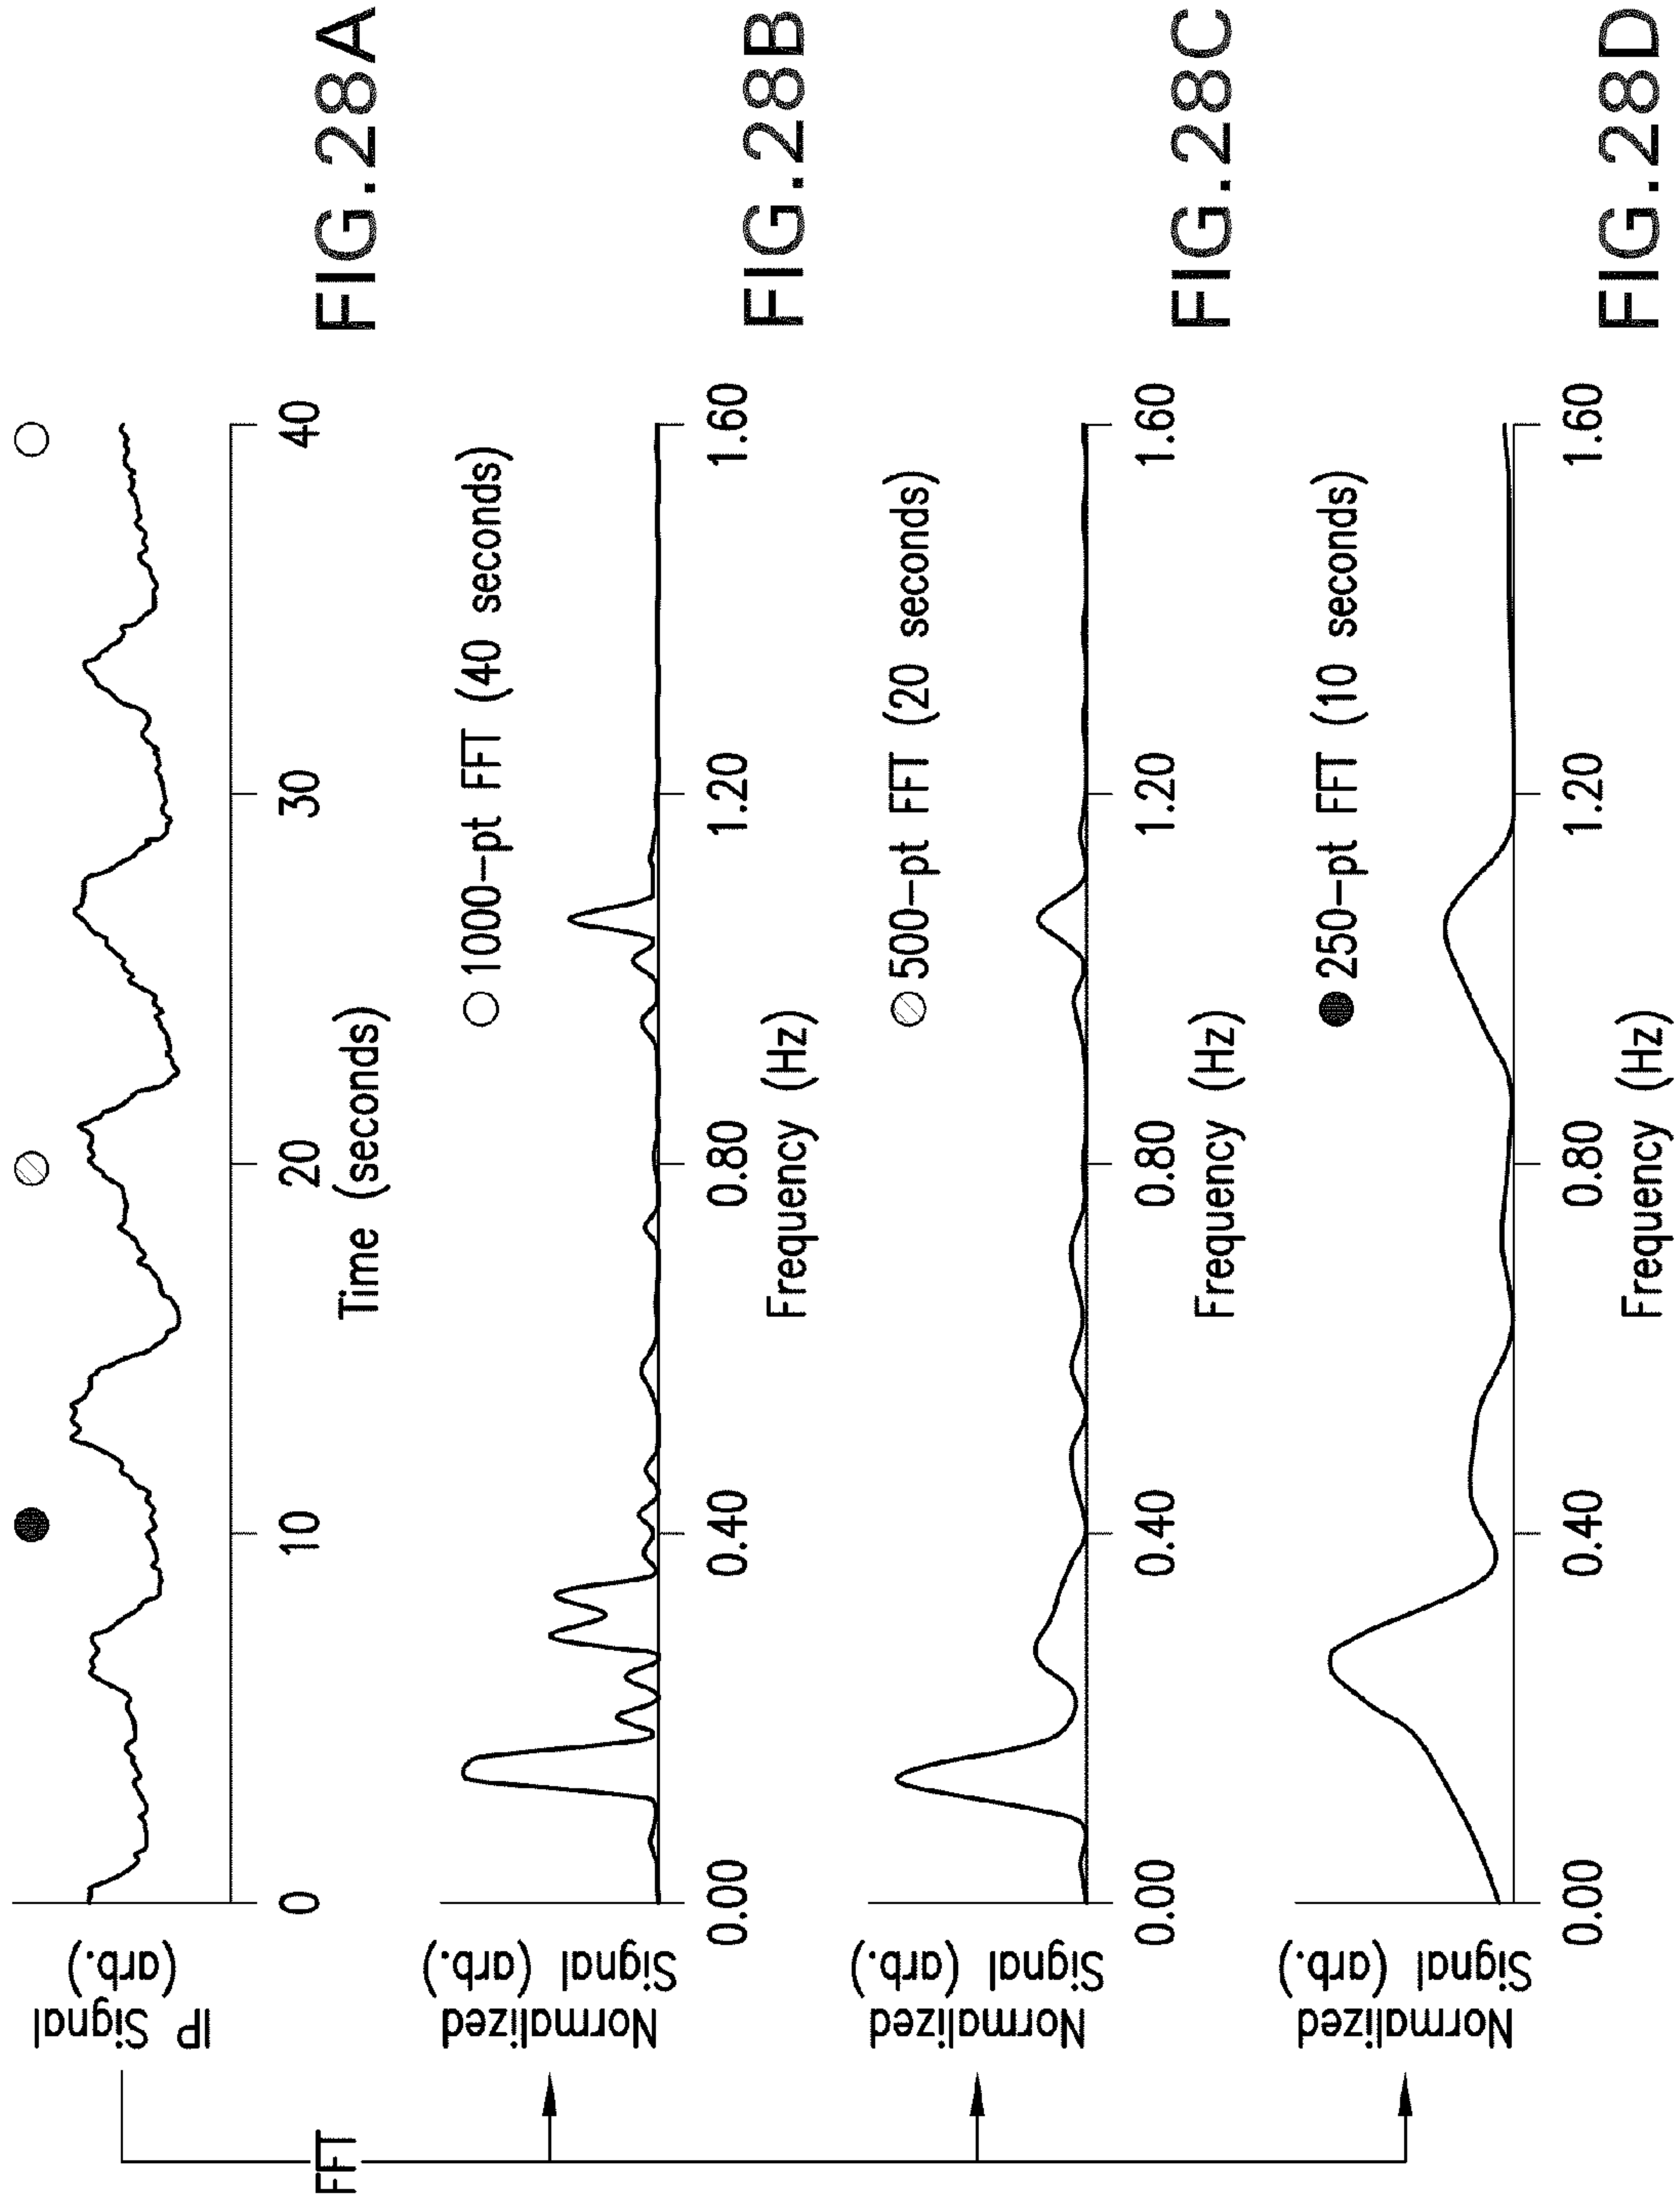 FFT
IP Signal
(arb.)
0
10
20
30
40
Time (seconds)
FIG.28A
Normalized
Signal (arb.)
1000-pt FFT (40 seconds)
0.00
0.40
0.80
1.20
1.60
Frequency (Hz)
FIG.28B
Normalized
Signal (arb.)
500-pt FFT (20 seconds)
0.00
0.40
0.80
1.20
1.60
Frequency (Hz)
FIG.28C
Normalized
Signal (arb.)
250-pt FFT (10 seconds)
0.00
0.40
0.80
1.20
1.60
Frequency (Hz)
FIG.28D